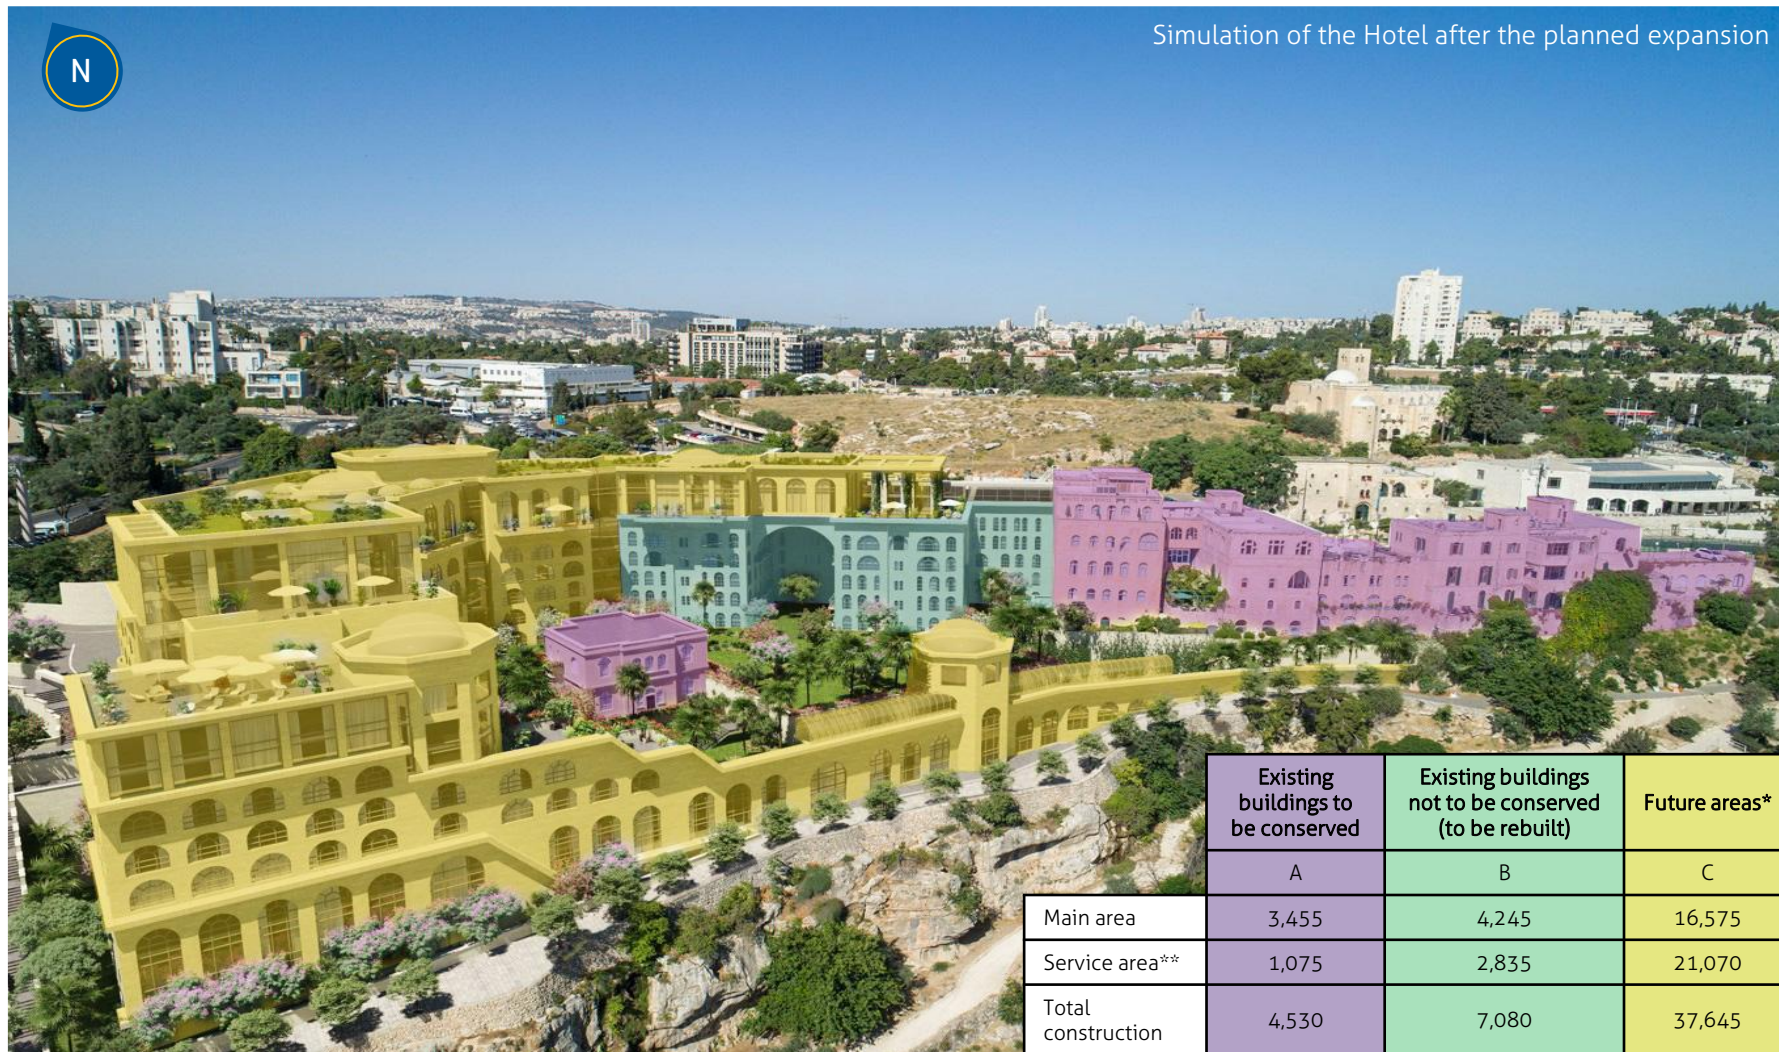 N
Simulation of the Hotel after the planned expansion
Existing
buildings to
be conserved
Existing buildings
not to be conserved
(to be rebuilt)
Future areas*
A
B
C
Main area
3,455
4,245
16,575
Service area**
1,075
2,835
21,070
Total
construction
4,530
7,080
37,645